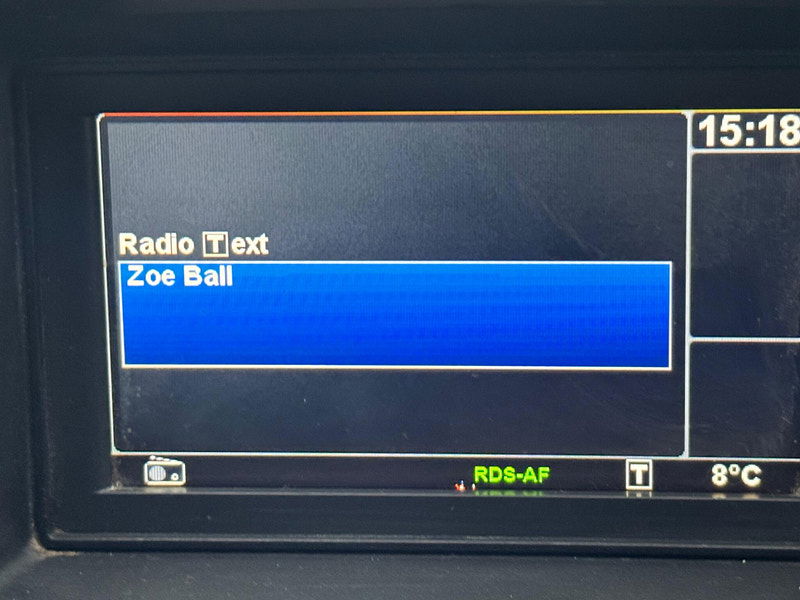 15:18
Radio Text
Zoe Ball
RDS-AF
T
8°C